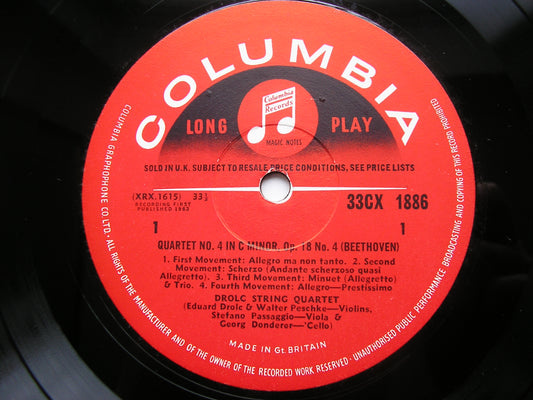 COLUMBIA
Columbia
Records
LONG PLAY
MAGIC NOTES
SOLD IN U.K. SUBJECT TO RESALE PRICE CONDITIONS, SEE PRICE LISTS
(XRX.1615) 33⅓
RECORDING FIRST
PUBLISHED 1963
33CX 1886
1 1
QUARTET NO. 4 IN C MINOR, Op. 18 No. 4 (BEETHOVEN)
1. First Movement: Allegro ma non tanto. 2. Second
Movement: Scherzo (Andante scherzoso quasi
Allegretto). 3. Third Movement: Minuet (Allegretto)
& Trio. 4. Fourth Movement: Allegro—Prestissimo
DROLC STRING QUARTET
(Eduard Drolc & Walter Peschke—Violins,
Stefano Passaggio—Viola &
Georg Donderer—'Cello)
MADE IN Gt. BRITAIN
COLUMBIA GRAPHOPHONE CO. LTD. ALL RIGHTS OF THE MANUFACTURER AND OF THE OWNER OF THE RECORDED WORK RESERVED · UNAUTHORISED PUBLIC PERFORMANCE BROADCASTING AND COPYING OF THIS RECORD PROHIBITED